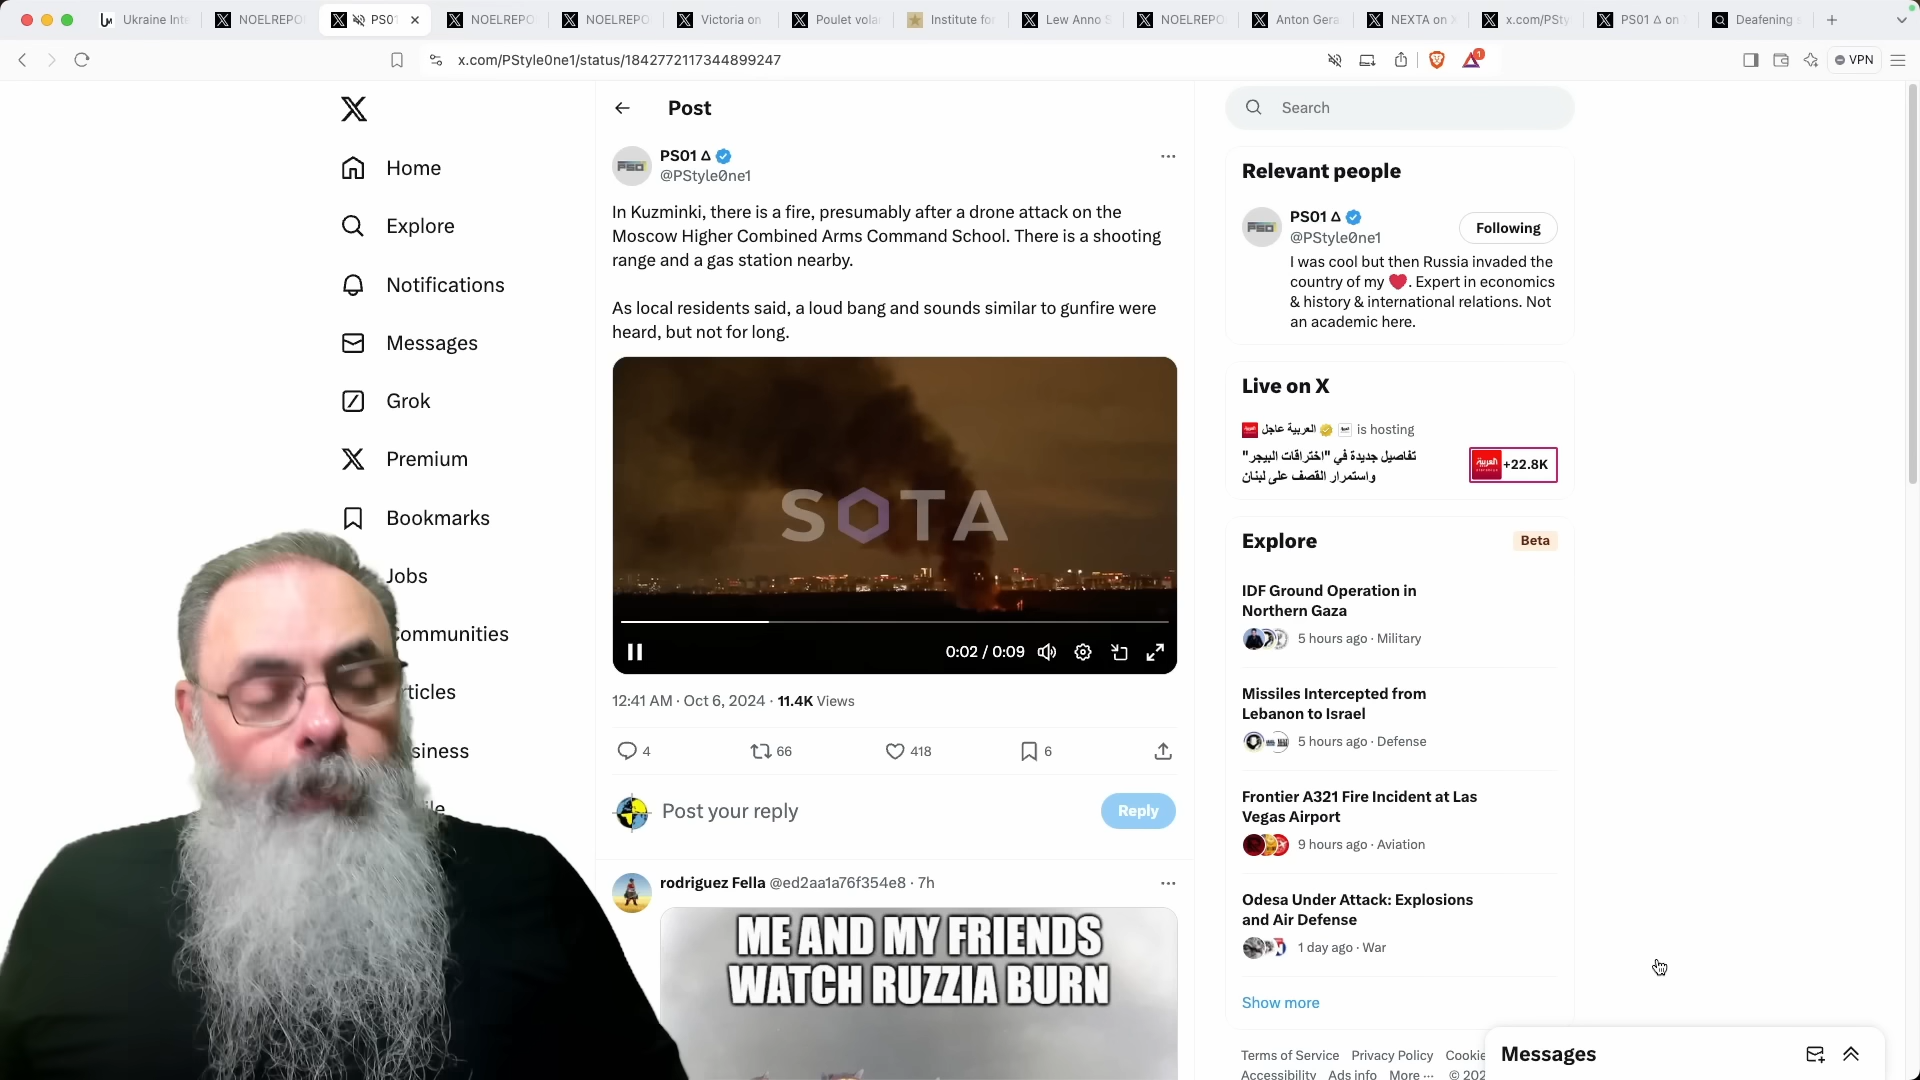 Ukraine Inte
NOELREPO
PS01
NOELREPO
NOELREPO
Victoria on
Poulet vola
Institute for
Lew Anno S
NOELREPO
Anton Gera
NEXTA on X
x.com/PSty
PS01 Δ on
Deafening s
x.com/PStyle0ne1/status/1842772117344899247
1
VPN
Home
Explore
Notifications
Messages
Grok
Premium
Bookmarks
Jobs
Communities
rticles
siness
ile
Post
PS01 Δ
@PStyle0ne1
In Kuzminki, there is a fire, presumably after a drone attack on the
Moscow Higher Combined Arms Command School. There is a shooting
range and a gas station nearby.
As local residents said, a loud bang and sounds similar to gunfire were
heard, but not for long.
SOTA
0:02 / 0:09
12:41 AM · Oct 6, 2024 · 11.4K Views
4
66
418
6
Post your reply
Reply
rodriguez Fella @ed2aa1a76f354e8 · 7h
ME AND MY FRIENDS
WATCH RUZZIA BURN
Search
Relevant people
PS01 Δ
@PStyle0ne1
Following
I was cool but then Russia invaded the
country of my ❤️. Expert in economics
& history & international relations. Not
an academic here.
Live on X
العربية عاجل is hosting
تفاصيل جديدة في "اختراقات البيجر"
واستمرار القصف على لبنان
العربية
+22.8K
Explore
Beta
IDF Ground Operation in
Northern Gaza
5 hours ago · Military
Missiles Intercepted from
Lebanon to Israel
5 hours ago · Defense
Frontier A321 Fire Incident at Las
Vegas Airport
9 hours ago · Aviation
Odesa Under Attack: Explosions
and Air Defense
1 day ago · War
Show more
Terms of Service Privacy Policy Cookie
Accessibility Ads info More ··· © 202
Messages